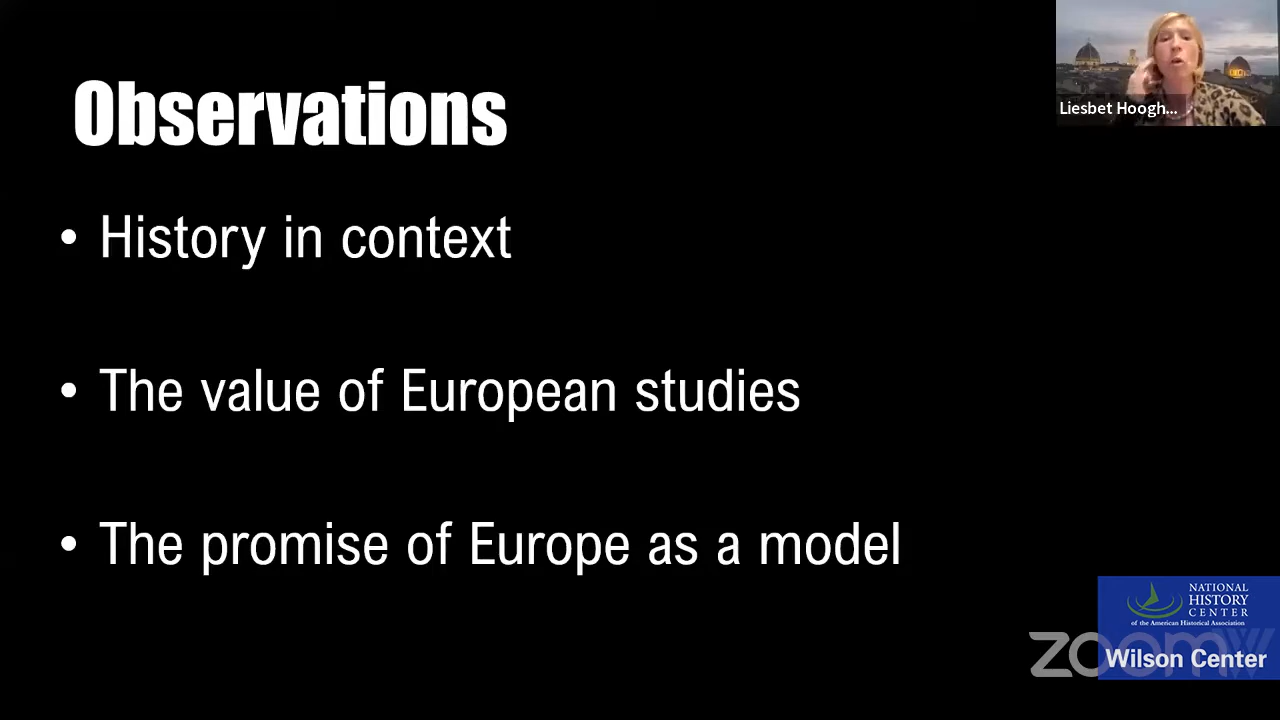 Observations
Liesbet Hoogh...
• History in context
• The value of European studies
• The promise of Europe as a model
NATIONAL
HISTORY
CENTER
of the American Historical Association
zoom
Wilson Center